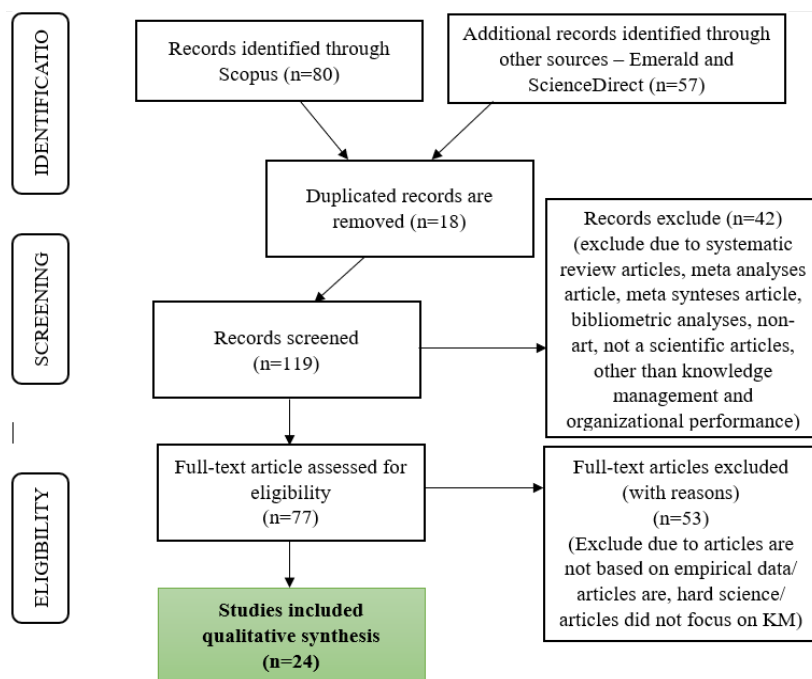 IDENTIFICATIO
Records identified through
Scopus (n=80)
Additional records identified through
other sources – Emerald and
ScienceDirect (n=57)
Duplicated records are
removed (n=18)
SCREENING
Records screened
(n=119)
Records exclude (n=42)
(exclude due to systematic
review articles, meta analyses
article, meta synteses article,
bibliometric analyses, non-
art, not a scientific articles,
other than knowledge
management and
organizational performance)
ELIGIBILITY
Full-text article assessed for
eligibility
(n=77)
Full-text articles excluded
(with reasons)
(n=53)
(Exclude due to articles are
not based on empirical data/
articles are, hard science/
articles did not focus on KM)
Studies included
qualitative synthesis
(n=24)